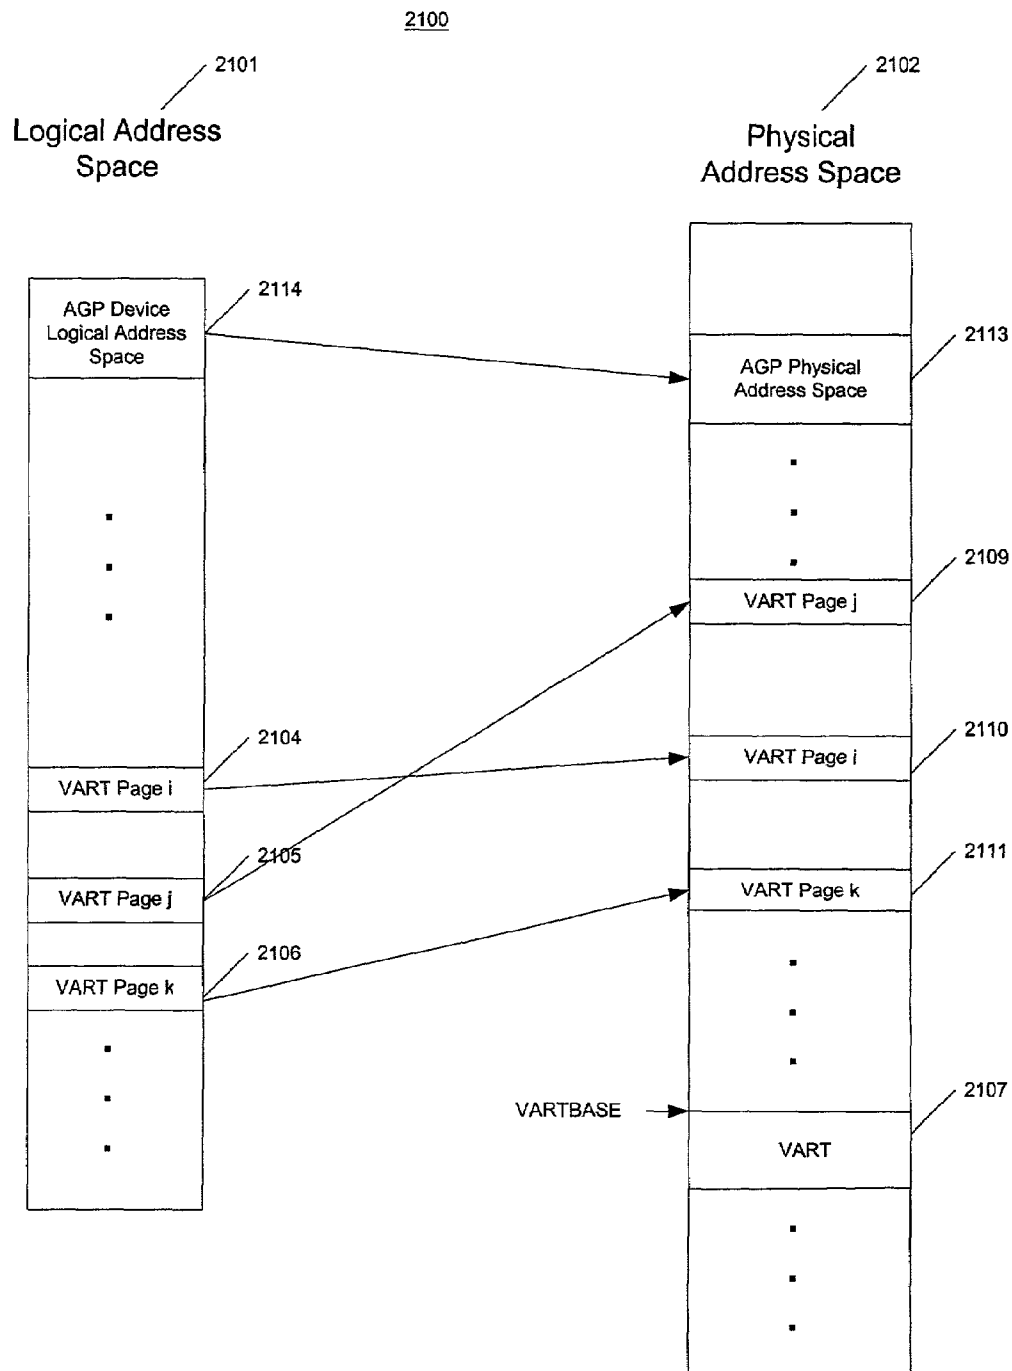 2100
2101
2102
Logical Address
Space
Physical
Address Space
2114
AGP Device
Logical Address
Space
2113
AGP Physical
Address Space
2109
VART Page j
2104
VART Page i
2110
VART Page i
2105
VART Page j
2111
VART Page k
2106
VART Page k
2107
VARTBASE
VART